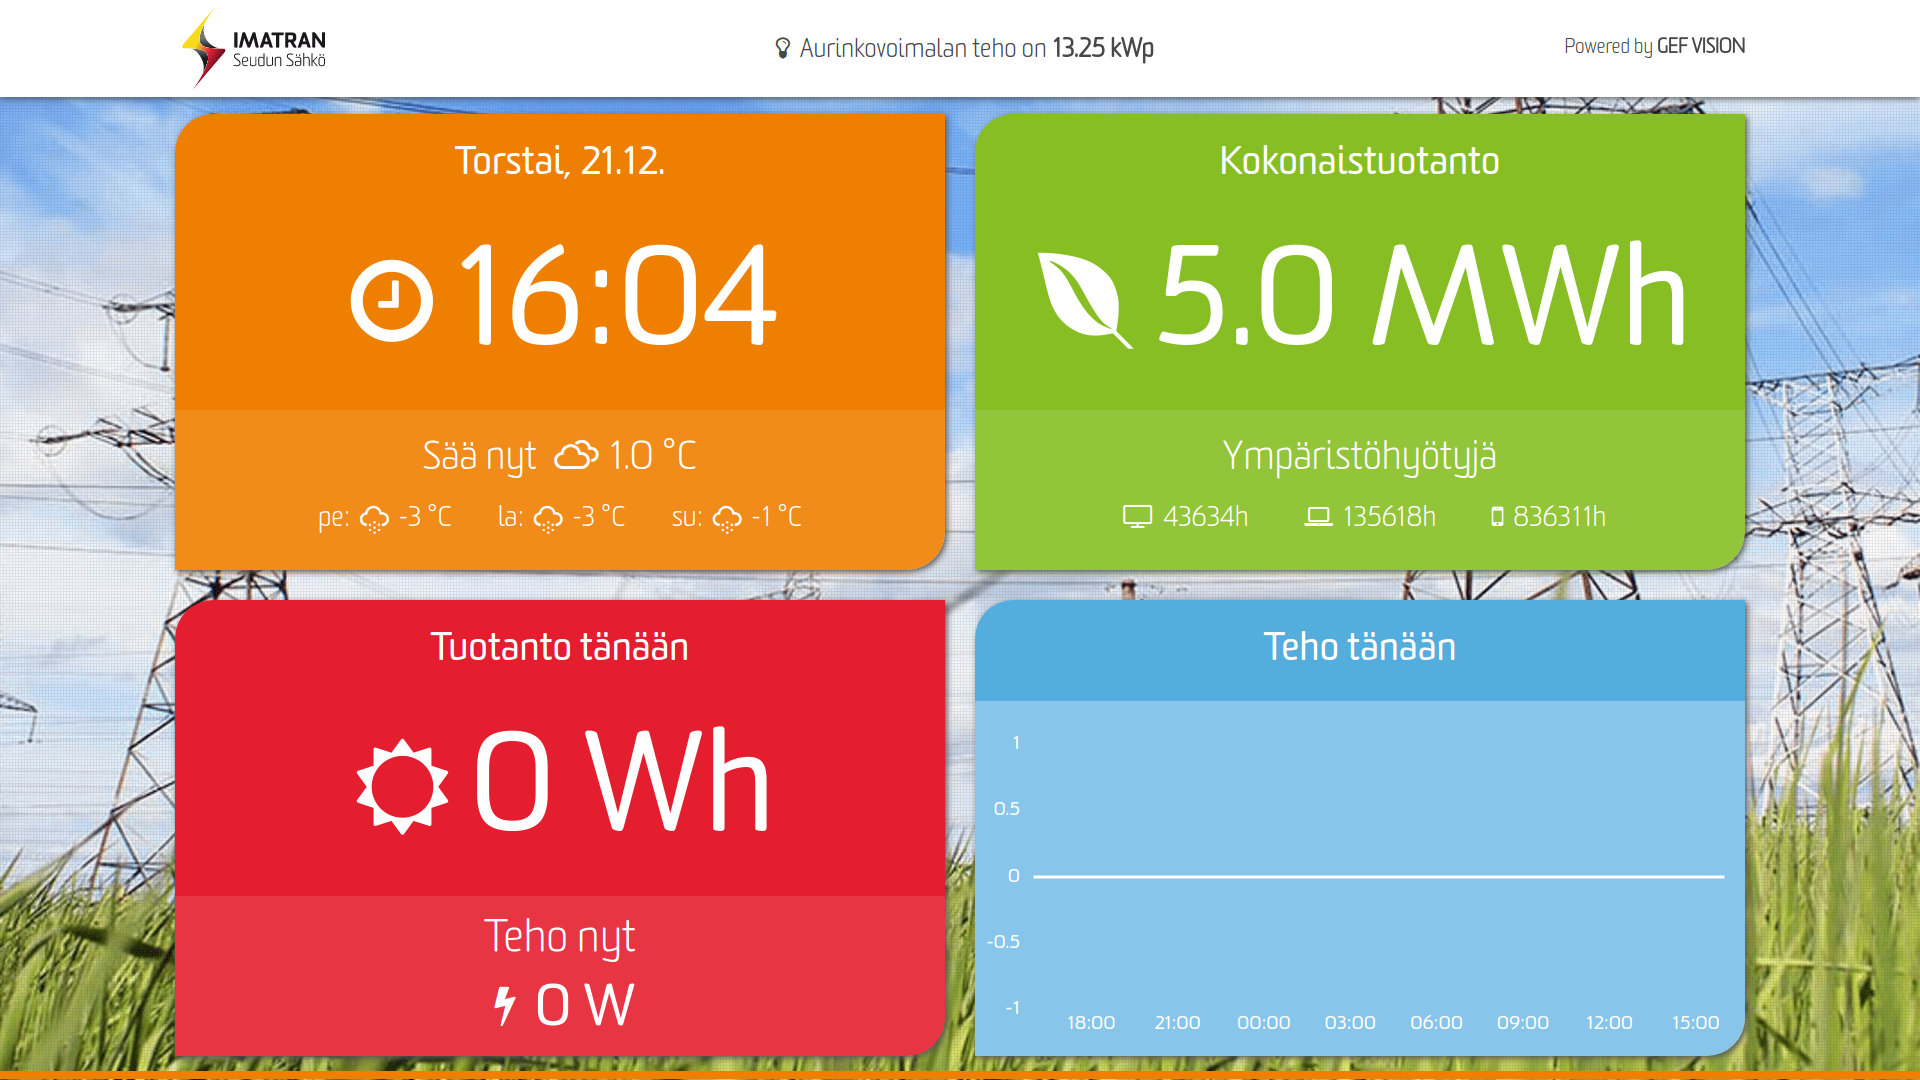 IMATRAN
Seudun Sähkö
Aurinkovoimalan teho on 13.25 kWp
Powered by GEF VISION
Torstai, 21.12.
16:04
Sää nyt 1.0 °C
pe: -3 °C la: -3 °C su: -1 °C
Kokonaistuotanto
5.0 MWh
Ympäristöhyötyjä
43634h 135618h 836311h
Tuotanto tänään
0 Wh
Teho nyt
0 W
Teho tänään
1
0.5
0
-0.5
-1
18:00 21:00 00:00 03:00 06:00 09:00 12:00 15:00